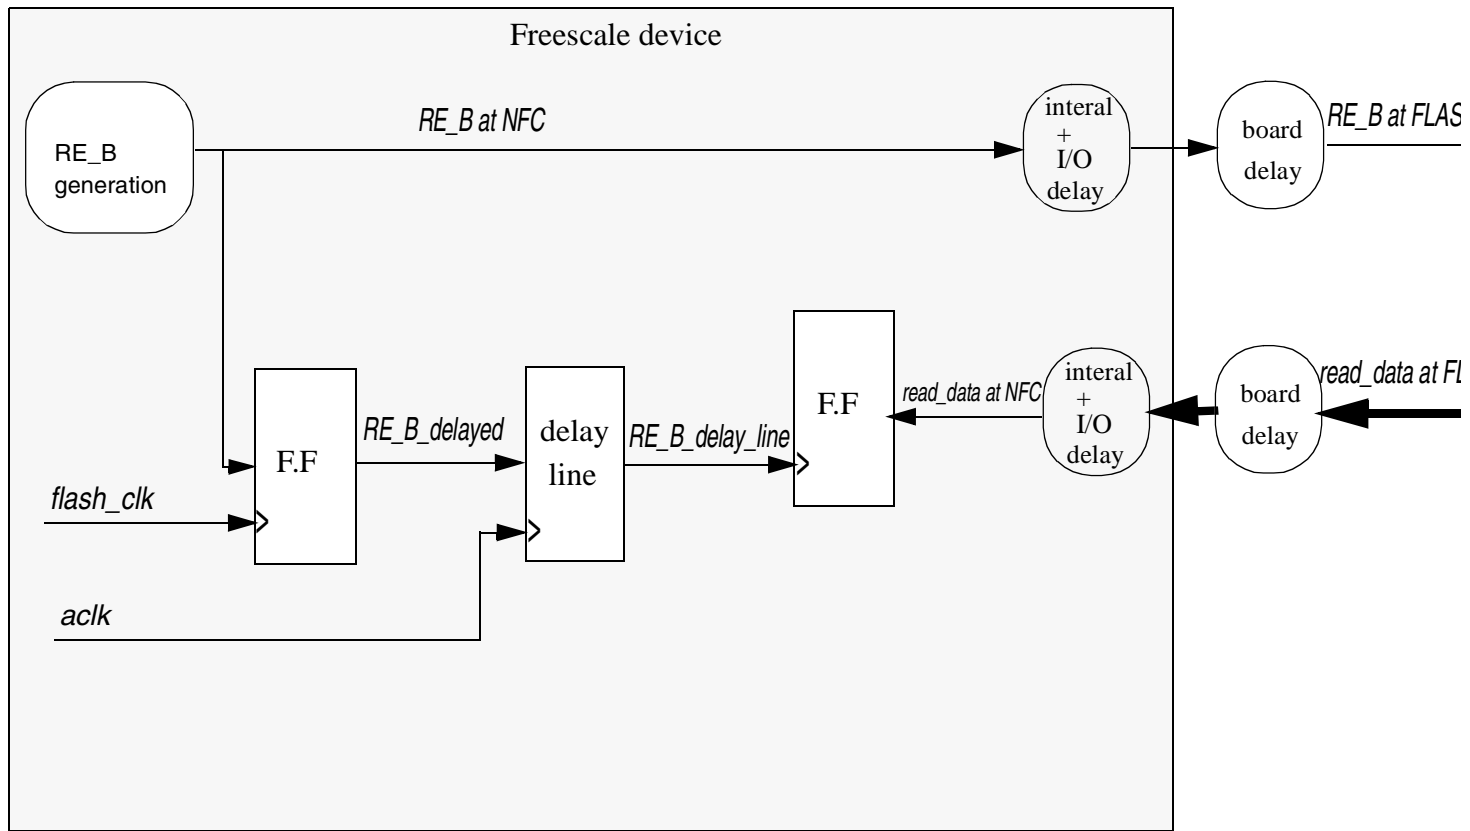 Freescale device
RE_B at NFC
RE_B
generation
interal
+
I/O
delay
board
delay
RE_B at FLAS
F.F
RE_B_delayed
delay
line
RE_B_delay_line
F.F
read_data at NFC
interal
+
I/O
delay
board
delay
read_data at FL
flash_clk
aclk